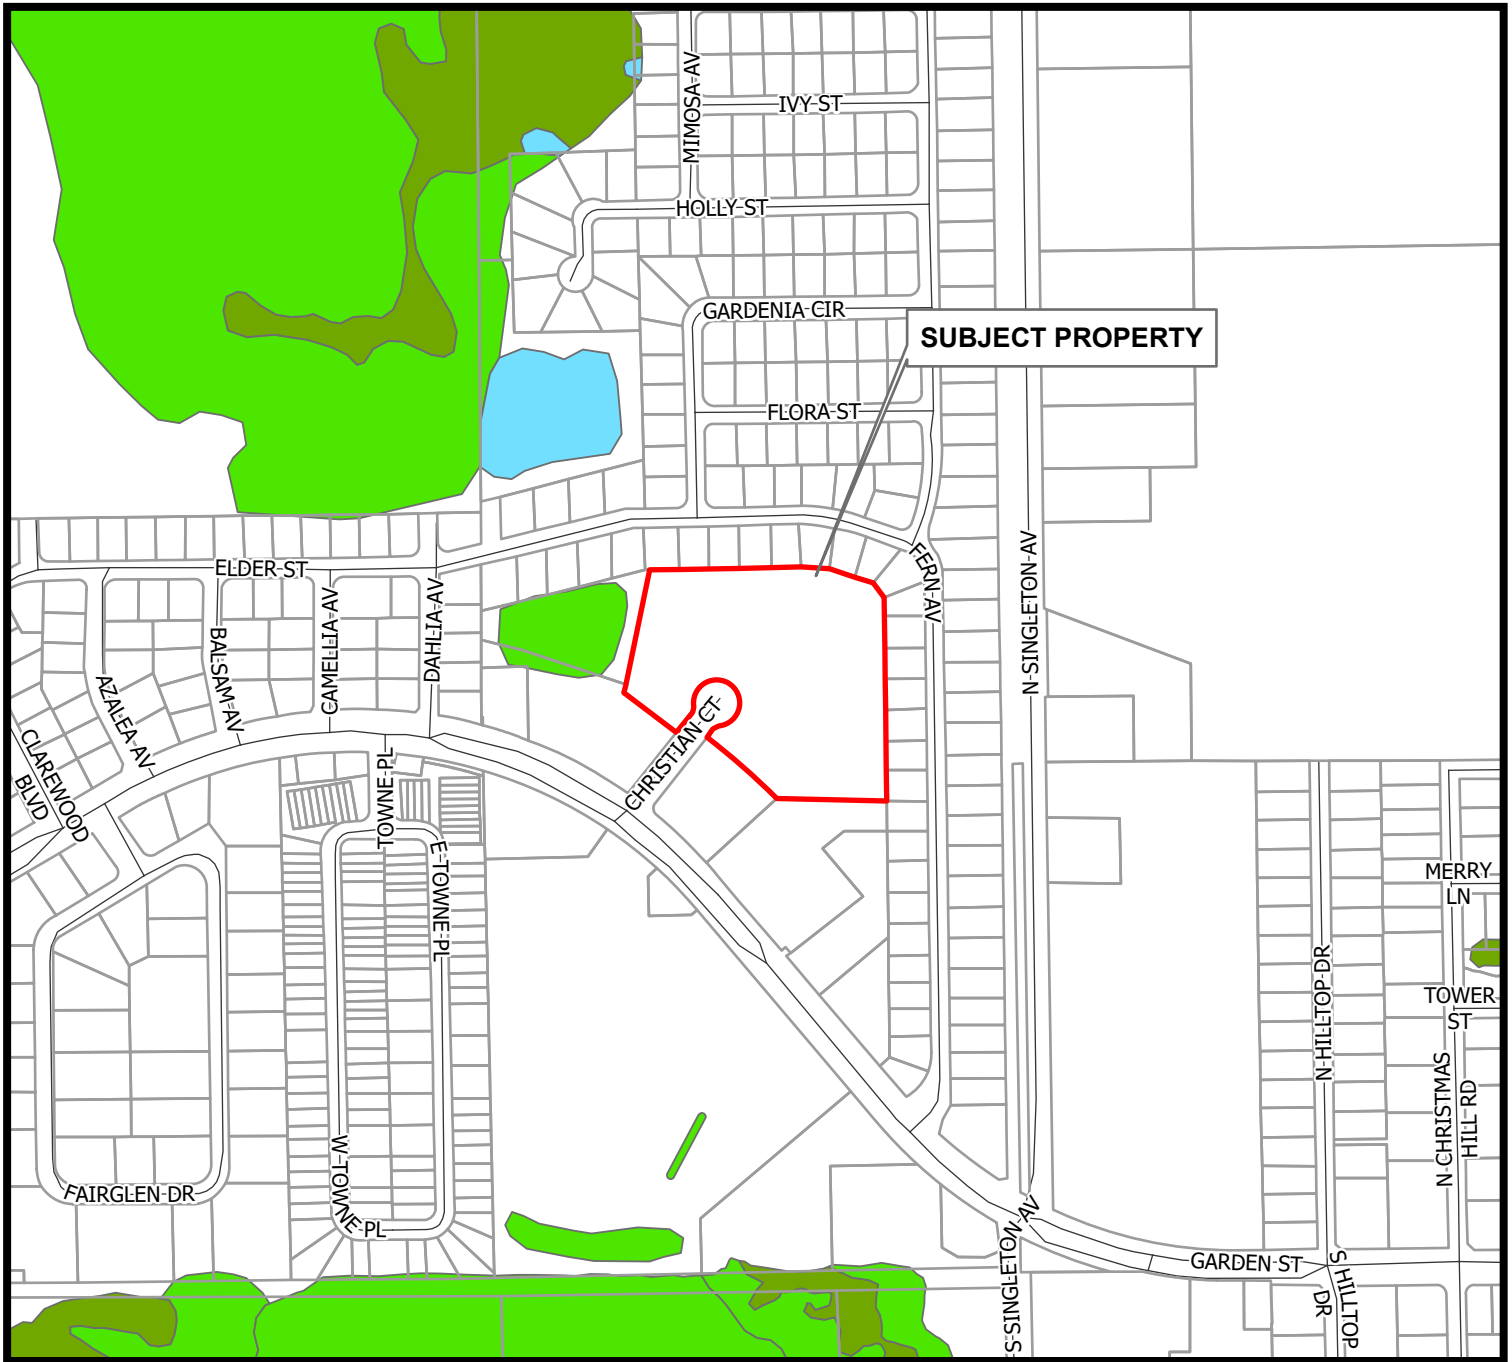 MIMOSA AV
IVY ST
HOLLY ST
GARDENIA CIR
SUBJECT PROPERTY
FLORA ST
ELDER ST
FERN AV
N SINGLETON AV
BALSAM AV
CAMELLIA AV
DAHLIA AV
AZALEA AV
CLAREWOOD
BLVD
CHRISTIAN CT
TOWNE PL
E TOWNE PL
MERRY
LN
N HILLTOP DR
TOWER
ST
N CHRISTMAS
HILL RD
W TOWNE PL
FAIRGLEN DR
S SINGLETON AV
GARDEN ST
S HILLTOP
DR